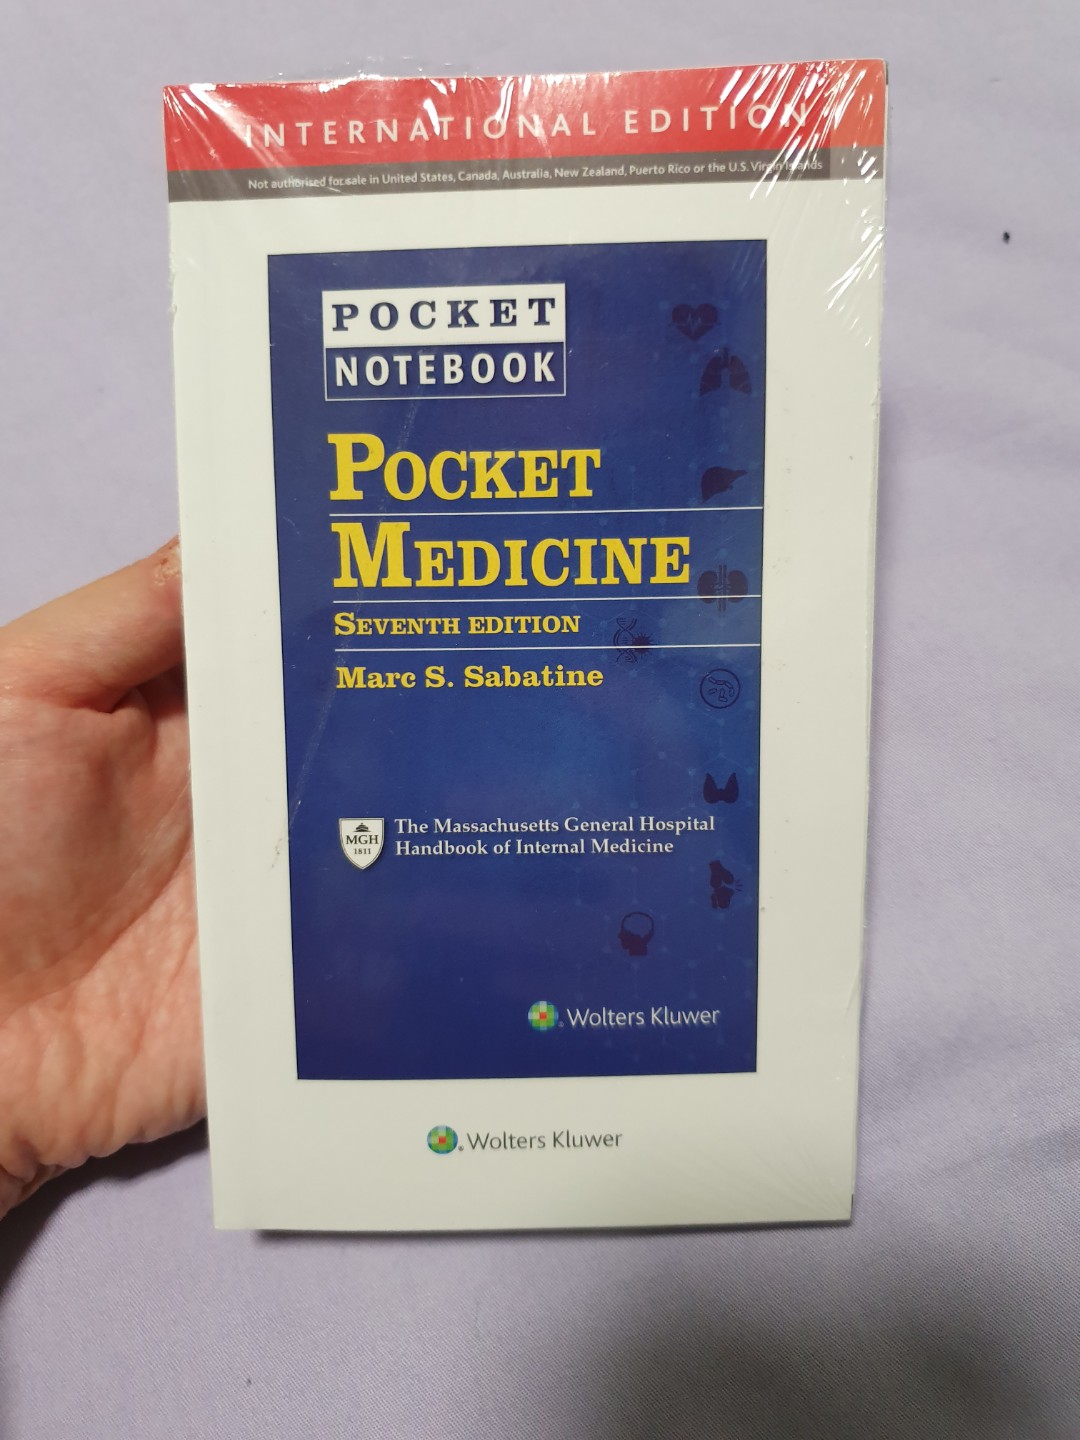 INTERNATIONAL EDITION
Not authorised for sale in United States, Canada, Australia, New Zealand, Puerto Rico or the U.S. Virgin Islands
POCKET
NOTEBOOK
POCKET
MEDICINE
SEVENTH EDITION
Marc S. Sabatine
MGH
1811
The Massachusetts General Hospital
Handbook of Internal Medicine
Wolters Kluwer
Wolters Kluwer